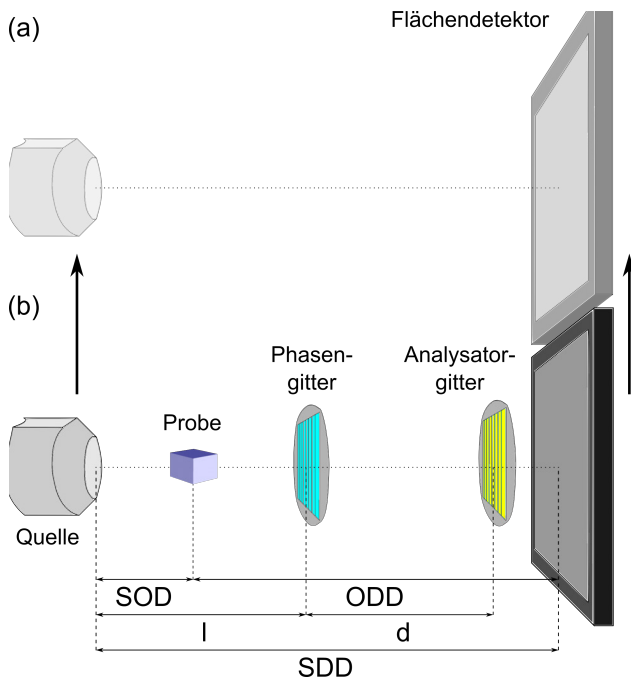 (a)
Flächendetektor
(b)
Phasen-
gitter
Analysator-
gitter
Probe
Quelle
SOD
ODD
l
d
SDD